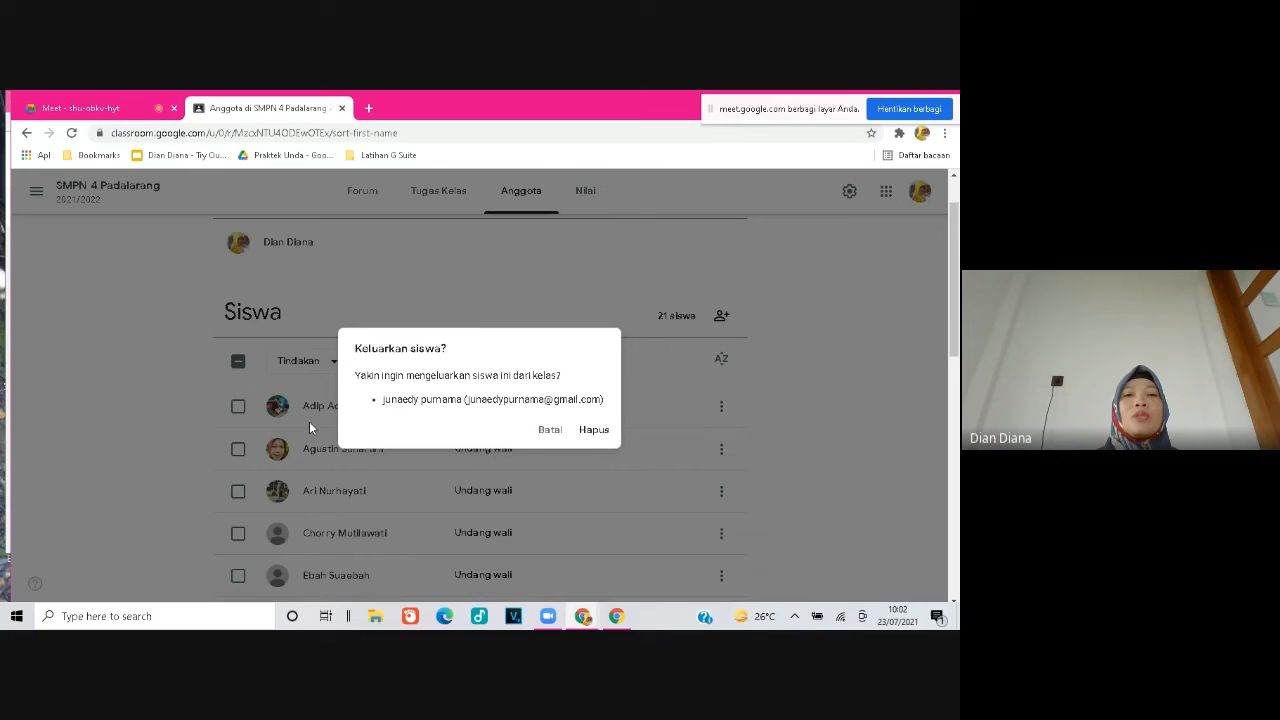 Meet - shu-obkv-hyt
Anggota di SMPN 4 Padalarang
meet.google.com berbagi layar Anda.
Hentikan berbagi
classroom.google.com/u/0/r/MzcxNTU4ODEwOTEx/sort-first-name
Apl
Bookmarks
Dian Diana - Try Ou...
Praktek Unda - Goo...
Latihan G Suite
Daftar bacaan
SMPN 4 Padalarang
2021/2022
Forum
Tugas Kelas
Anggota
Nilai
Dian Diana
Siswa
21 siswa
Keluarkan siswa?
Tindakan
Yakin ingin mengeluarkan siswa ini dari kelas?
• junaedy purnama (junaedypurnama@gmail.com)
Adip
Batal
Hapus
Undang wali
Ari Nurhayati
Undang wali
Chorry Mutilawati
Undang wali
Ebah Suaebah
Undang wali
Type here to search
26°C
10:02
23/07/2021
Dian Diana